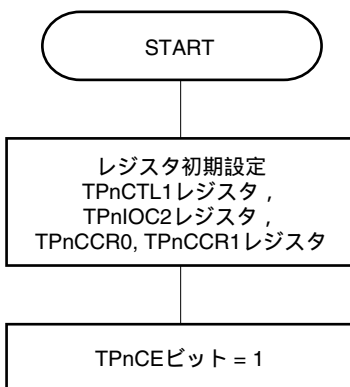 START
レジスタ初期設定
TPnCTL1レジスタ，
TPnIOC2レジスタ，
TPnCCR0, TPnCCR1レジスタ
TPnCEビット = 1